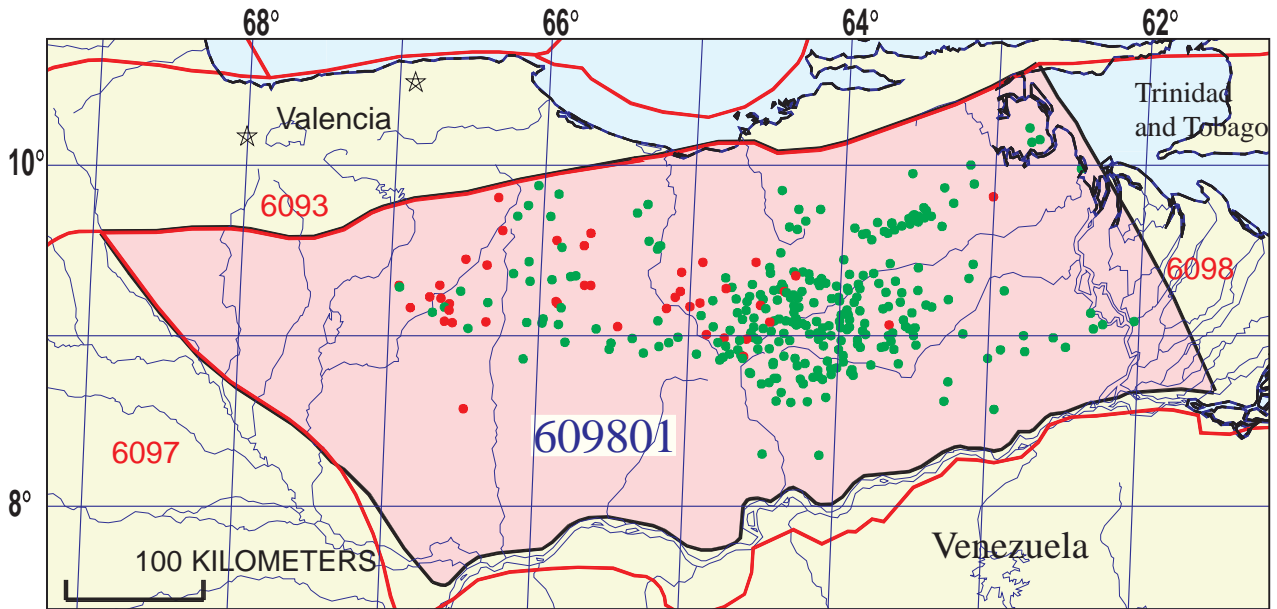 68° 66° 64° 62°
Trinidad
and Tobago
Valencia
10°
6093
6098
609801
6097
8°
Venezuela
100 KILOMETERS